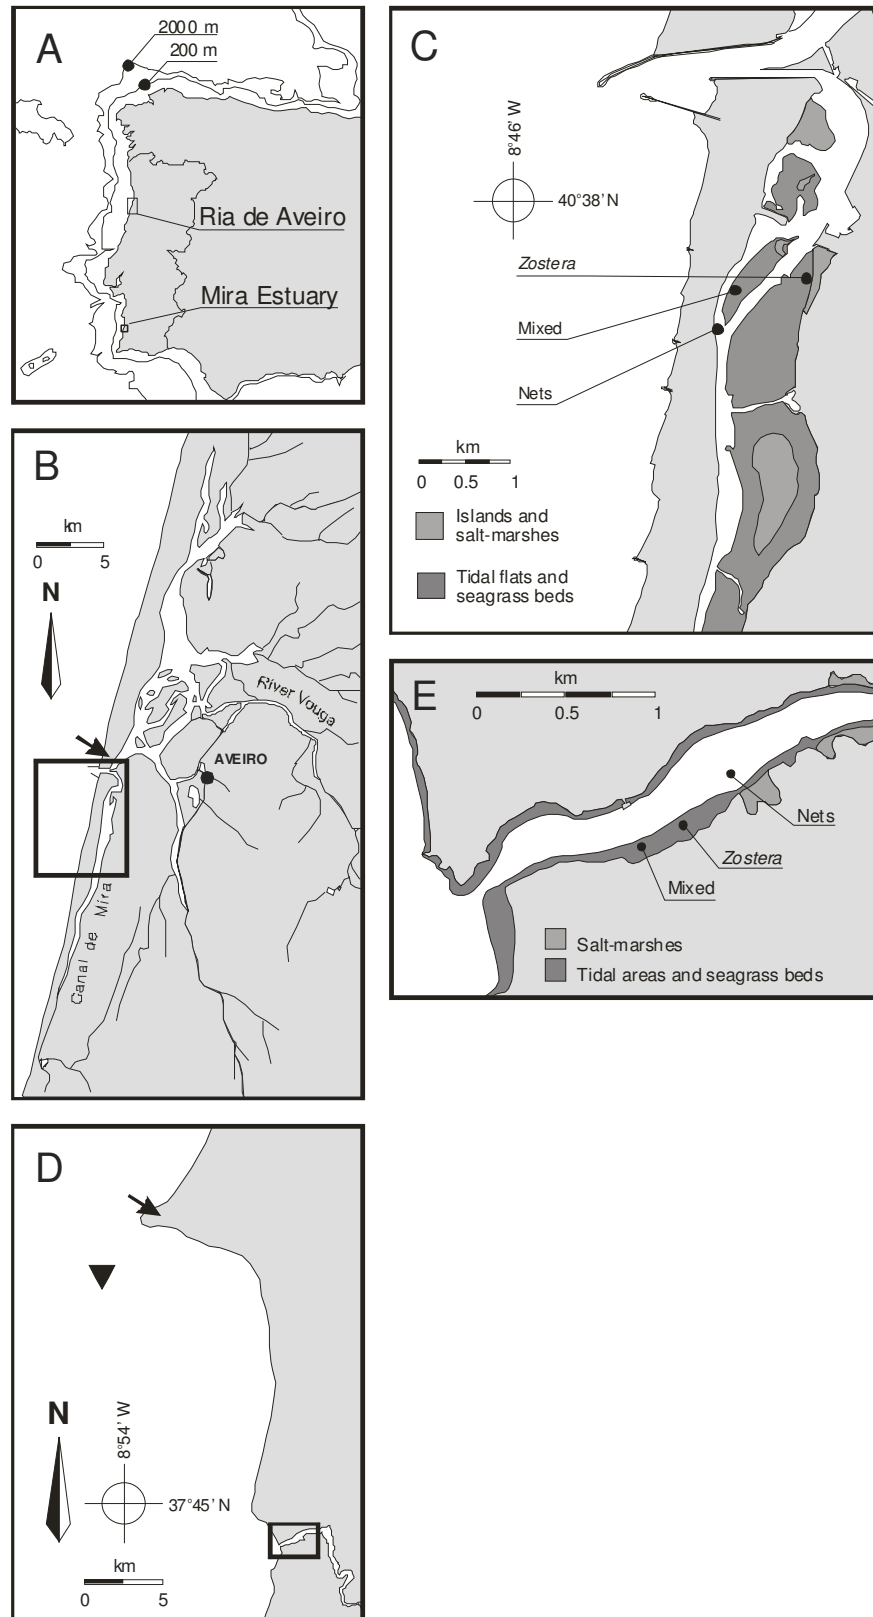 A
2000 m
200 m
Ria de Aveiro
Mira Estuary
B
km
0 5
N
River Vouga
AVEIRO
Canal de Mira
C
8°46' W
40°38' N
Zostera
Mixed
Nets
km
0 0.5 1
Islands and
salt-marshes
Tidal flats and
seagrass beds
D
N
8°54' W
37°45' N
km
0 5
E
km
0 0.5 1
Nets
Zostera
Mixed
Salt-marshes
Tidal areas and seagrass beds